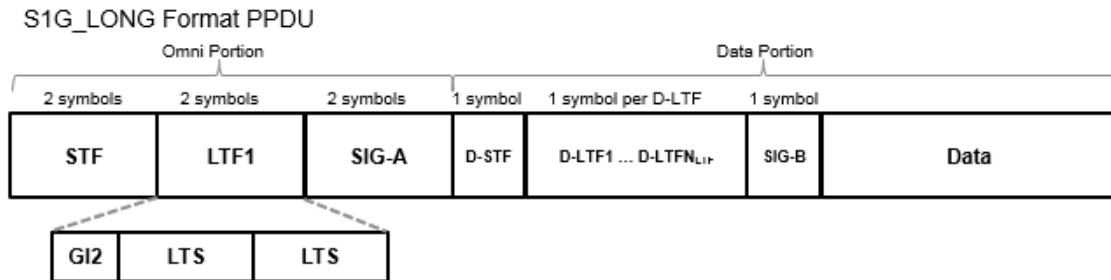 S1G_LONG Format PPDU
Omni Portion Data Portion
2 symbols 2 symbols 2 symbols 1 symbol 1 symbol per D-LTF 1 symbol
STF LTF1 SIG-A D-STF D-LTF1 ... D-LTFN_LTF SIG-B Data
GI2 LTS LTS